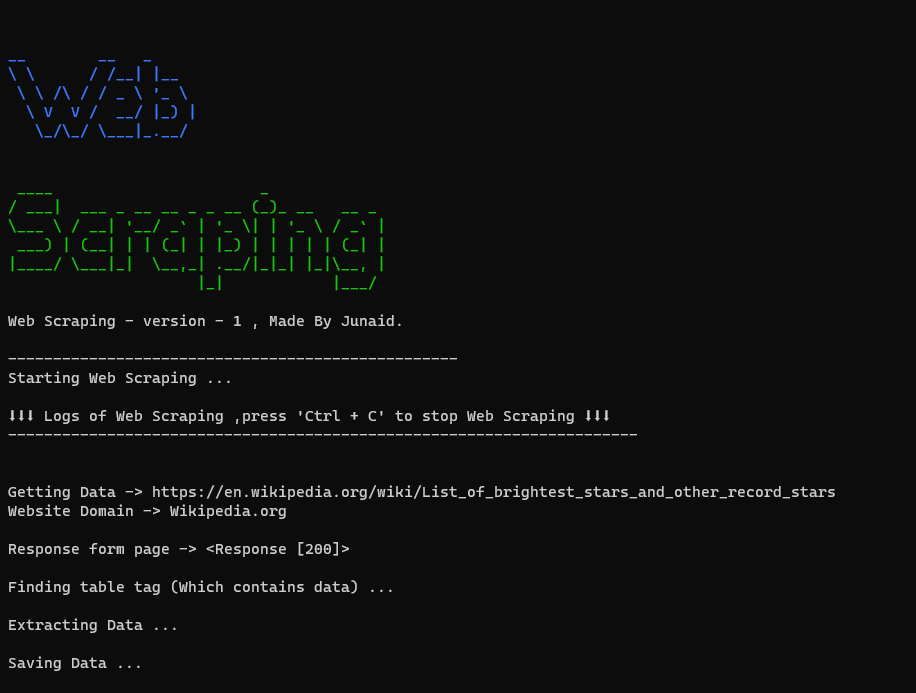 Web
Scraping
Web Scraping - version - 1 , Made By Junaid.
--------------------------------------------------
Starting Web Scraping ...
⬇⬇⬇ Logs of Web Scraping ,press 'Ctrl + C' to stop Web Scraping ⬇⬇⬇
----------------------------------------------------------------------
Getting Data -> https://en.wikipedia.org/wiki/List_of_brightest_stars_and_other_record_stars
Website Domain -> Wikipedia.org
Response form page -> <Response [200]>
Finding table tag (Which contains data) ...
Extracting Data ...
Saving Data ...